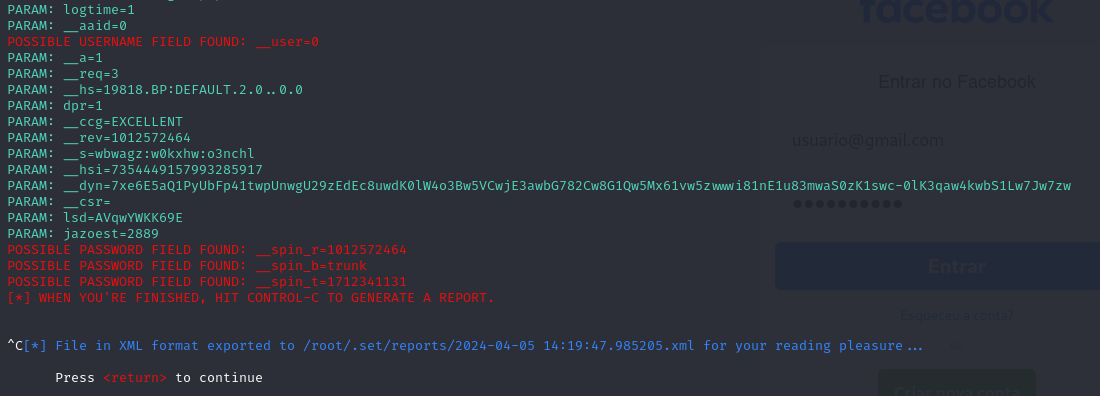 facebook
PARAM: logtime=1
PARAM: __aaid=0
POSSIBLE USERNAME FIELD FOUND: __user=0
PARAM: __a=1
PARAM: __req=3
PARAM: __hs=19818.BP:DEFAULT.2.0..0.0
PARAM: dpr=1
PARAM: __ccg=EXCELLENT
PARAM: __rev=1012572464
PARAM: __s=wbwagz:w0kxhw:o3nchl
PARAM: __hsi=7354449157993285917
PARAM: __dyn=7xe6E5aQ1PyUbFp41twpUnwgU29zEdEc8uwdK0lW4o3Bw5VCwjE3awbG782Cw8G1Qw5Mx61vw5zwwwi81nE1u83mwaS0zK1swc-0lK3qaw4kwbS1Lw7Jw7zw
PARAM: __csr=
PARAM: lsd=AVqwYWKK69E
PARAM: jazoest=2889
POSSIBLE PASSWORD FIELD FOUND: __spin_r=1012572464
POSSIBLE PASSWORD FIELD FOUND: __spin_b=trunk
POSSIBLE PASSWORD FIELD FOUND: __spin_t=1712341131
[*] WHEN YOU'RE FINISHED, HIT CONTROL-C TO GENERATE A REPORT.
^C[*] File in XML format exported to /root/.set/reports/2024-04-05 14:19:47.985205.xml for your reading pleasure...
Press <return> to continue
Entrar no Facebook
usuario@gmail.com
Entrar
Esqueceu a conta?
Criar nova conta